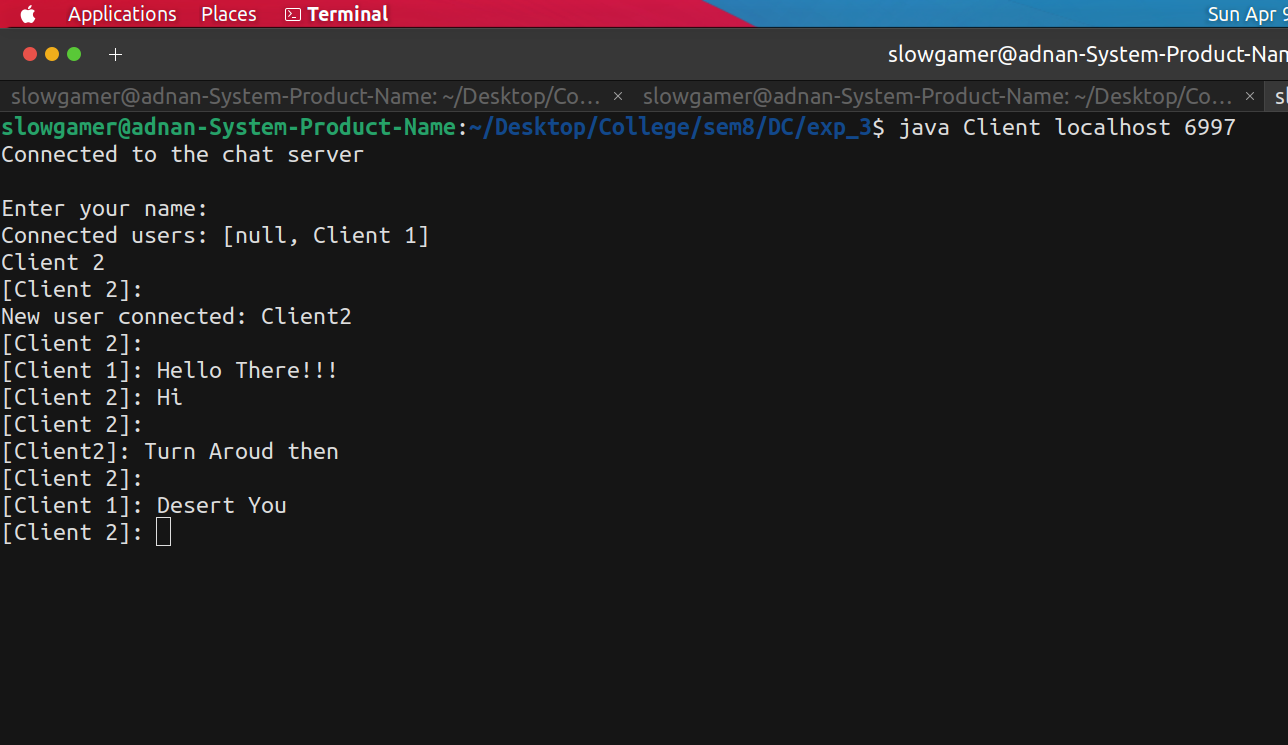 Applications Places Terminal Sun Apr 9
slowgamer@adnan-System-Product-Nam
slowgamer@adnan-System-Product-Name: ~/Desktop/Co... × slowgamer@adnan-System-Product-Name: ~/Desktop/Co... × sl
slowgamer@adnan-System-Product-Name:~/Desktop/College/sem8/DC/exp_3$ java Client localhost 6997
Connected to the chat server
Enter your name:
Connected users: [null, Client 1]
Client 2
[Client 2]:
New user connected: Client2
[Client 2]:
[Client 1]: Hello There!!!
[Client 2]: Hi
[Client 2]:
[Client2]: Turn Aroud then
[Client 2]:
[Client 1]: Desert You
[Client 2]: